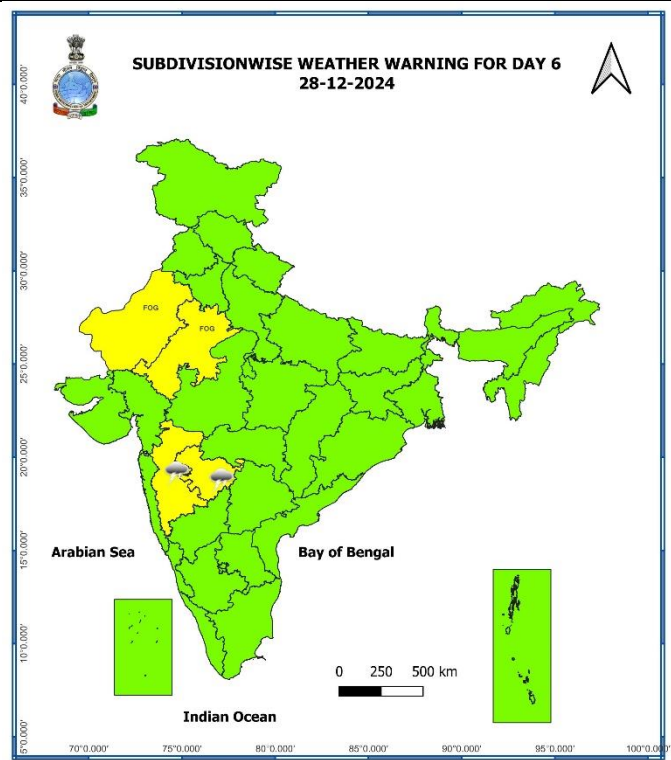 SUBDIVISIONWISE WEATHER WARNING FOR DAY 6
28-12-2024
40°0.000'
35°0.000'
30°0.000'
FOG
FOG
25°0.000'
20°0.000'
15°0.000'
Arabian Sea
Bay of Bengal
10°0.000'
0 250 500 km
Indian Ocean
5°0.000'
70°0.000' 75°0.000' 80°0.000' 85°0.000' 90°0.000' 95°0.000' 100°0.000'